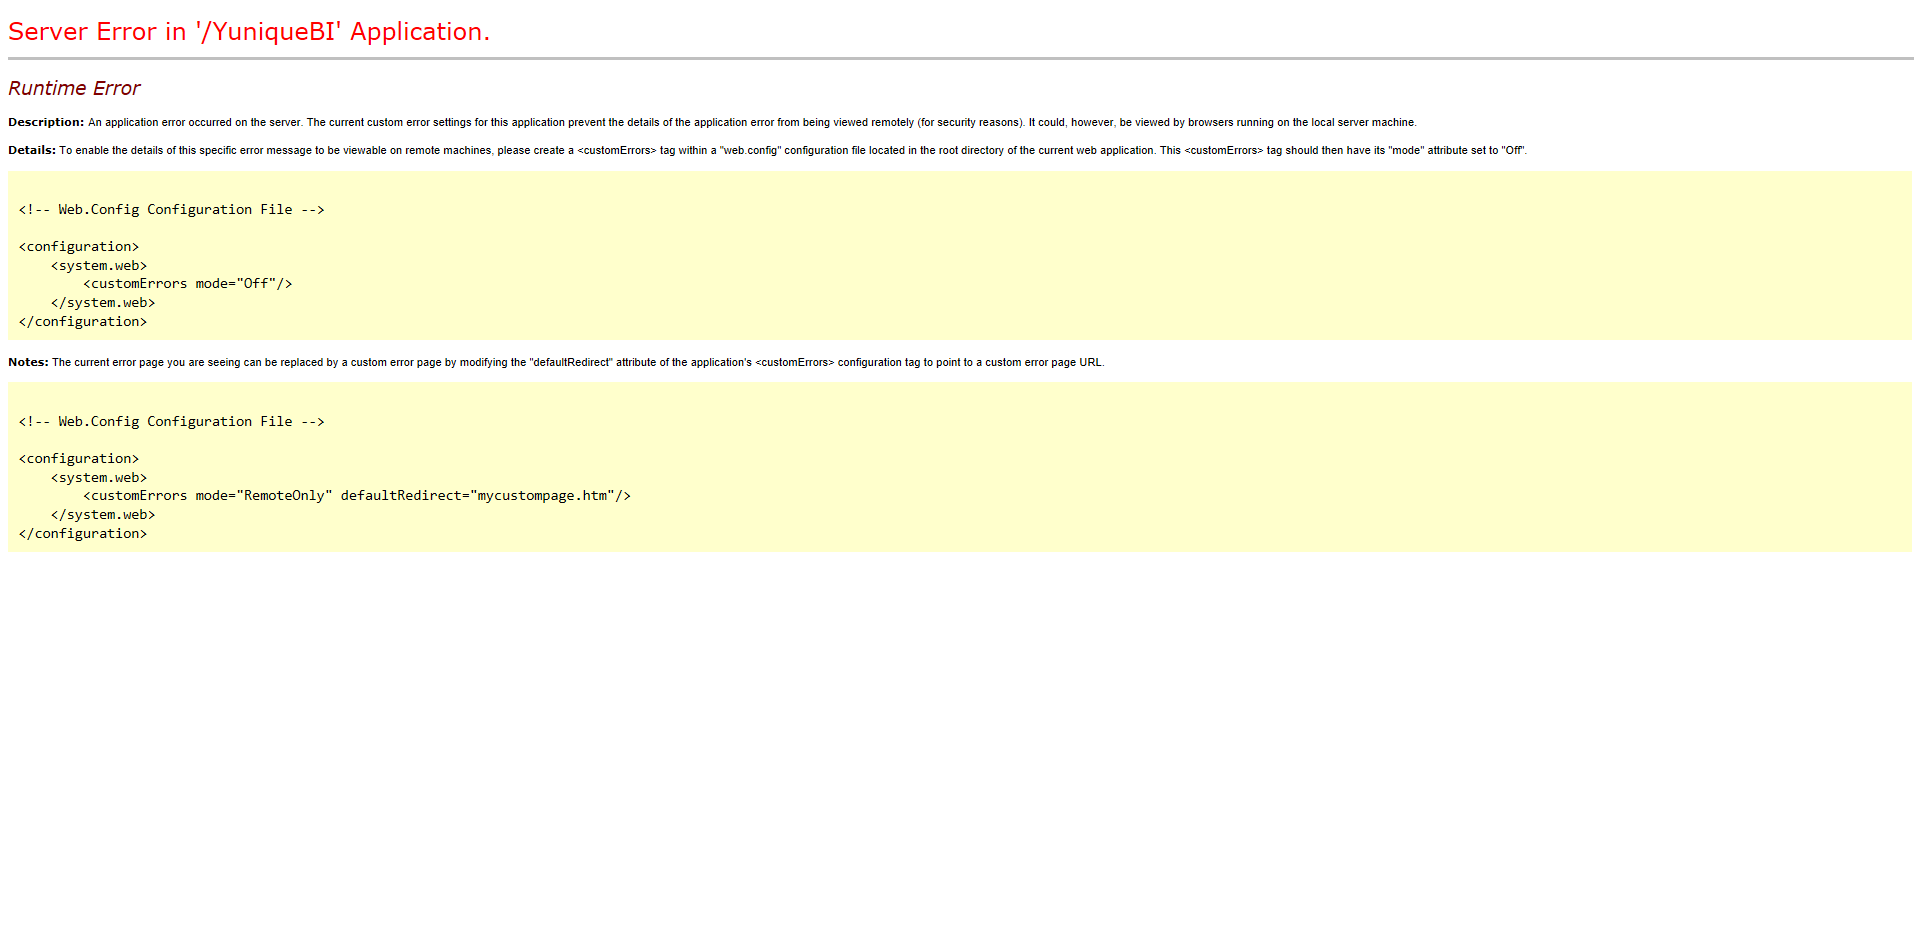 Server Error in '/YuniqueBI' Application.
Runtime Error
Description: An application error occurred on the server. The current custom error settings for this application prevent the details of the application error from being viewed remotely (for security reasons). It could, however, be viewed by browsers running on the local server machine.
Details: To enable the details of this specific error message to be viewable on remote machines, please create a <customErrors> tag within a "web.config" configuration file located in the root directory of the current web application. This <customErrors> tag should then have its "mode" attribute set to "Off".
<!-- Web.Config Configuration File -->
<configuration>
    <system.web>
        <customErrors mode="Off"/>
    </system.web>
</configuration>
Notes: The current error page you are seeing can be replaced by a custom error page by modifying the "defaultRedirect" attribute of the application's <customErrors> configuration tag to point to a custom error page URL.
<!-- Web.Config Configuration File -->
<configuration>
    <system.web>
        <customErrors mode="RemoteOnly" defaultRedirect="mycustompage.htm"/>
    </system.web>
</configuration>